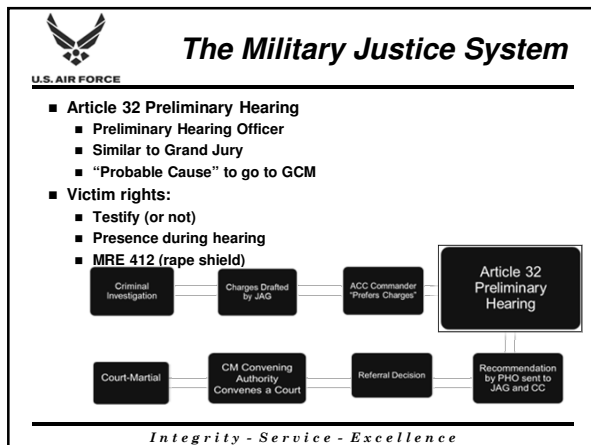 The Military Justice System
U.S. AIR FORCE
Article 32 Preliminary Hearing
Preliminary Hearing Officer
Similar to Grand Jury
“Probable Cause” to go to GCM
Victim rights:
Testify (or not)
Presence during hearing
MRE 412 (rape shield)
Criminal
Investigation
Charges Drafted
by JAG
ACC Commander
“Prefers Charges”
Article 32
Preliminary
Hearing
Court-Martial
CM Convening
Authority
Convenes a Court
Referral Decision
Recommendation
by PHO sent to
JAG and CC
Integrity - Service - Excellence